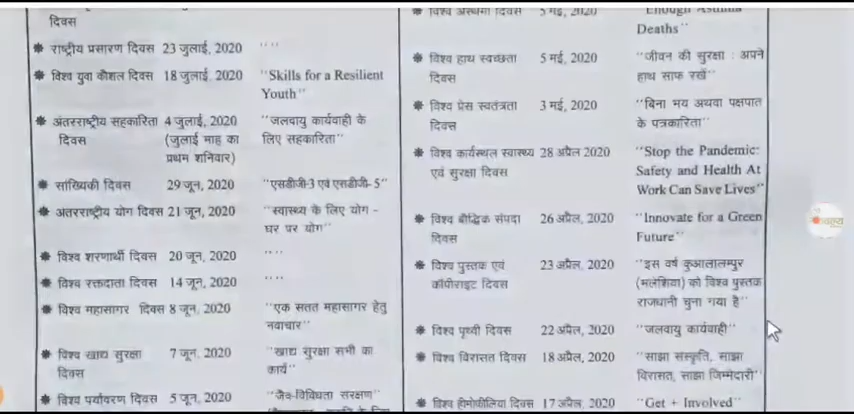 दिवस
✹ राष्ट्रीय प्रसारण दिवस 23 जुलाई, 2020 '' ''
✹ विश्व युवा कौशल दिवस 18 जुलाई, 2020 ''Skills for a Resilient
Youth''
✹ अंतरराष्ट्रीय सहकारिता 4 जुलाई, 2020 ''जलवायु कार्यवाही के
दिवस (जुलाई माह का लिए सहकारिता''
प्रथम शनिवार)
✹ सांख्यिकी दिवस 29 जून, 2020 ''एसडीजी-3 एवं एसडीजी- 5''
✹ अंतरराष्ट्रीय योग दिवस 21 जून, 2020 ''स्वास्थ्य के लिए योग -
घर पर योग''
✹ विश्व शरणार्थी दिवस 20 जून, 2020 '' ''
✹ विश्व रक्तदाता दिवस 14 जून, 2020 '' ''
✹ विश्व महासागर दिवस 8 जून, 2020 ''एक सतत महासागर हेतु
नवाचार''
✹ विश्व खाद्य सुरक्षा 7 जून, 2020 ''खाद्य सुरक्षा सभी का
दिवस कार्य''
✹ विश्व पर्यावरण दिवस 5 जून, 2020 ''जैव-विविधता संरक्षण''
✹ विश्व अस्थमा दिवस 5 मई, 2020 Enough Asthma
Deaths''
✹ विश्व हाथ स्वच्छता 5 मई, 2020 ''जीवन की सुरक्षा : अपने
दिवस हाथ साफ रखें''
✹ विश्व प्रेस स्वतंत्रता 3 मई, 2020 ''बिना भय अथवा पक्षपात
दिवस के पत्रकारिता''
✹ विश्व कार्यस्थल स्वास्थ्य 28 अप्रैल 2020 ''Stop the Pandemic:
एवं सुरक्षा दिवस Safety and Health At
Work Can Save Lives''
✹ विश्व बौद्धिक संपदा 26 अप्रैल, 2020 ''Innovate for a Green
दिवस Future''
✹ विश्व पुस्तक एवं 23 अप्रैल, 2020 ''इस वर्ष कुआलालम्पुर
कॉपीराइट दिवस (मलेशिया) को विश्व पुस्तक
राजधानी चुना गया है''
✹ विश्व पृथ्वी दिवस 22 अप्रैल, 2020 ''जलवायु कार्यवाही''
✹ विश्व विरासत दिवस 18 अप्रैल, 2020 ''साझा संस्कृति, साझा
विरासत, साझा जिम्मेदारी''
✹ विश्व हीमोफीलिया दिवस 17 अप्रैल, 2020 ''Get + Involved''